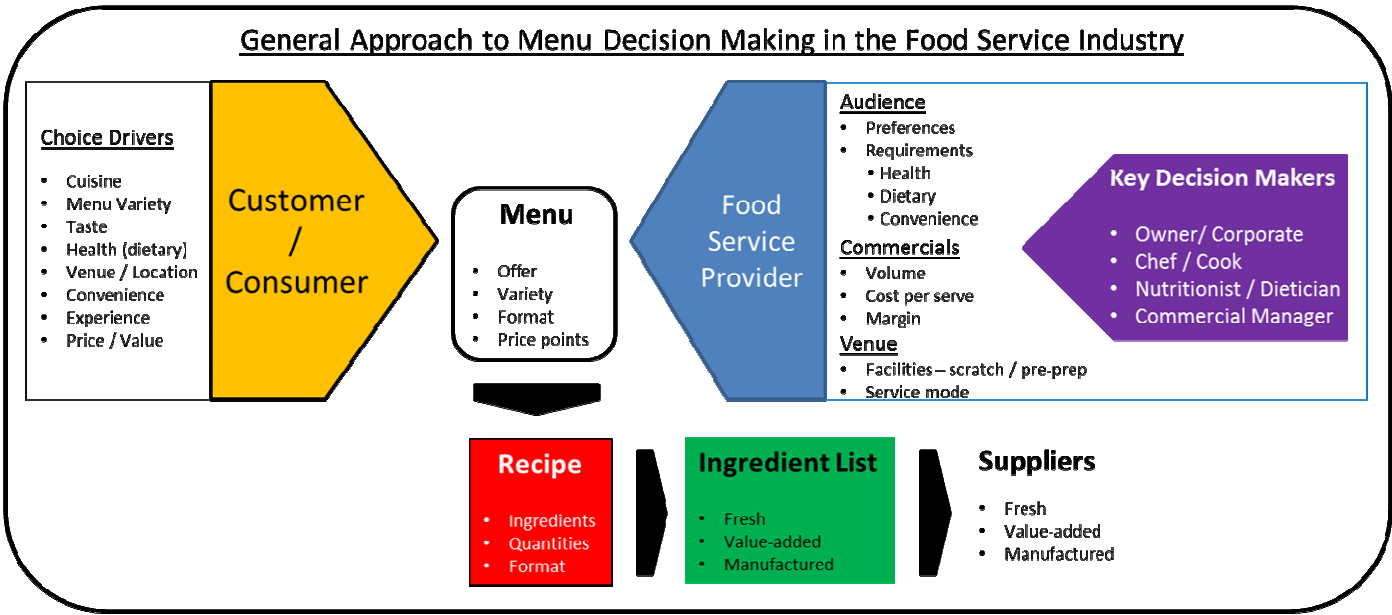 General Approach to Menu Decision Making in the Food Service Industry
Choice Drivers
• Cuisine
• Menu Variety
• Taste
• Health (dietary)
• Venue / Location
• Convenience
• Experience
• Price / Value
Customer
/
Consumer
Menu
• Offer
• Variety
• Format
• Price points
Food
Service
Provider
Audience
• Preferences
• Requirements
• Health
• Dietary
• Convenience
Commercials
• Volume
• Cost per serve
• Margin
Venue
• Facilities – scratch / pre-prep
• Service mode
Key Decision Makers
• Owner/ Corporate
• Chef / Cook
• Nutritionist / Dietician
• Commercial Manager
Recipe
• Ingredients
• Quantities
• Format
Ingredient List
• Fresh
• Value-added
• Manufactured
Suppliers
• Fresh
• Value-added
• Manufactured